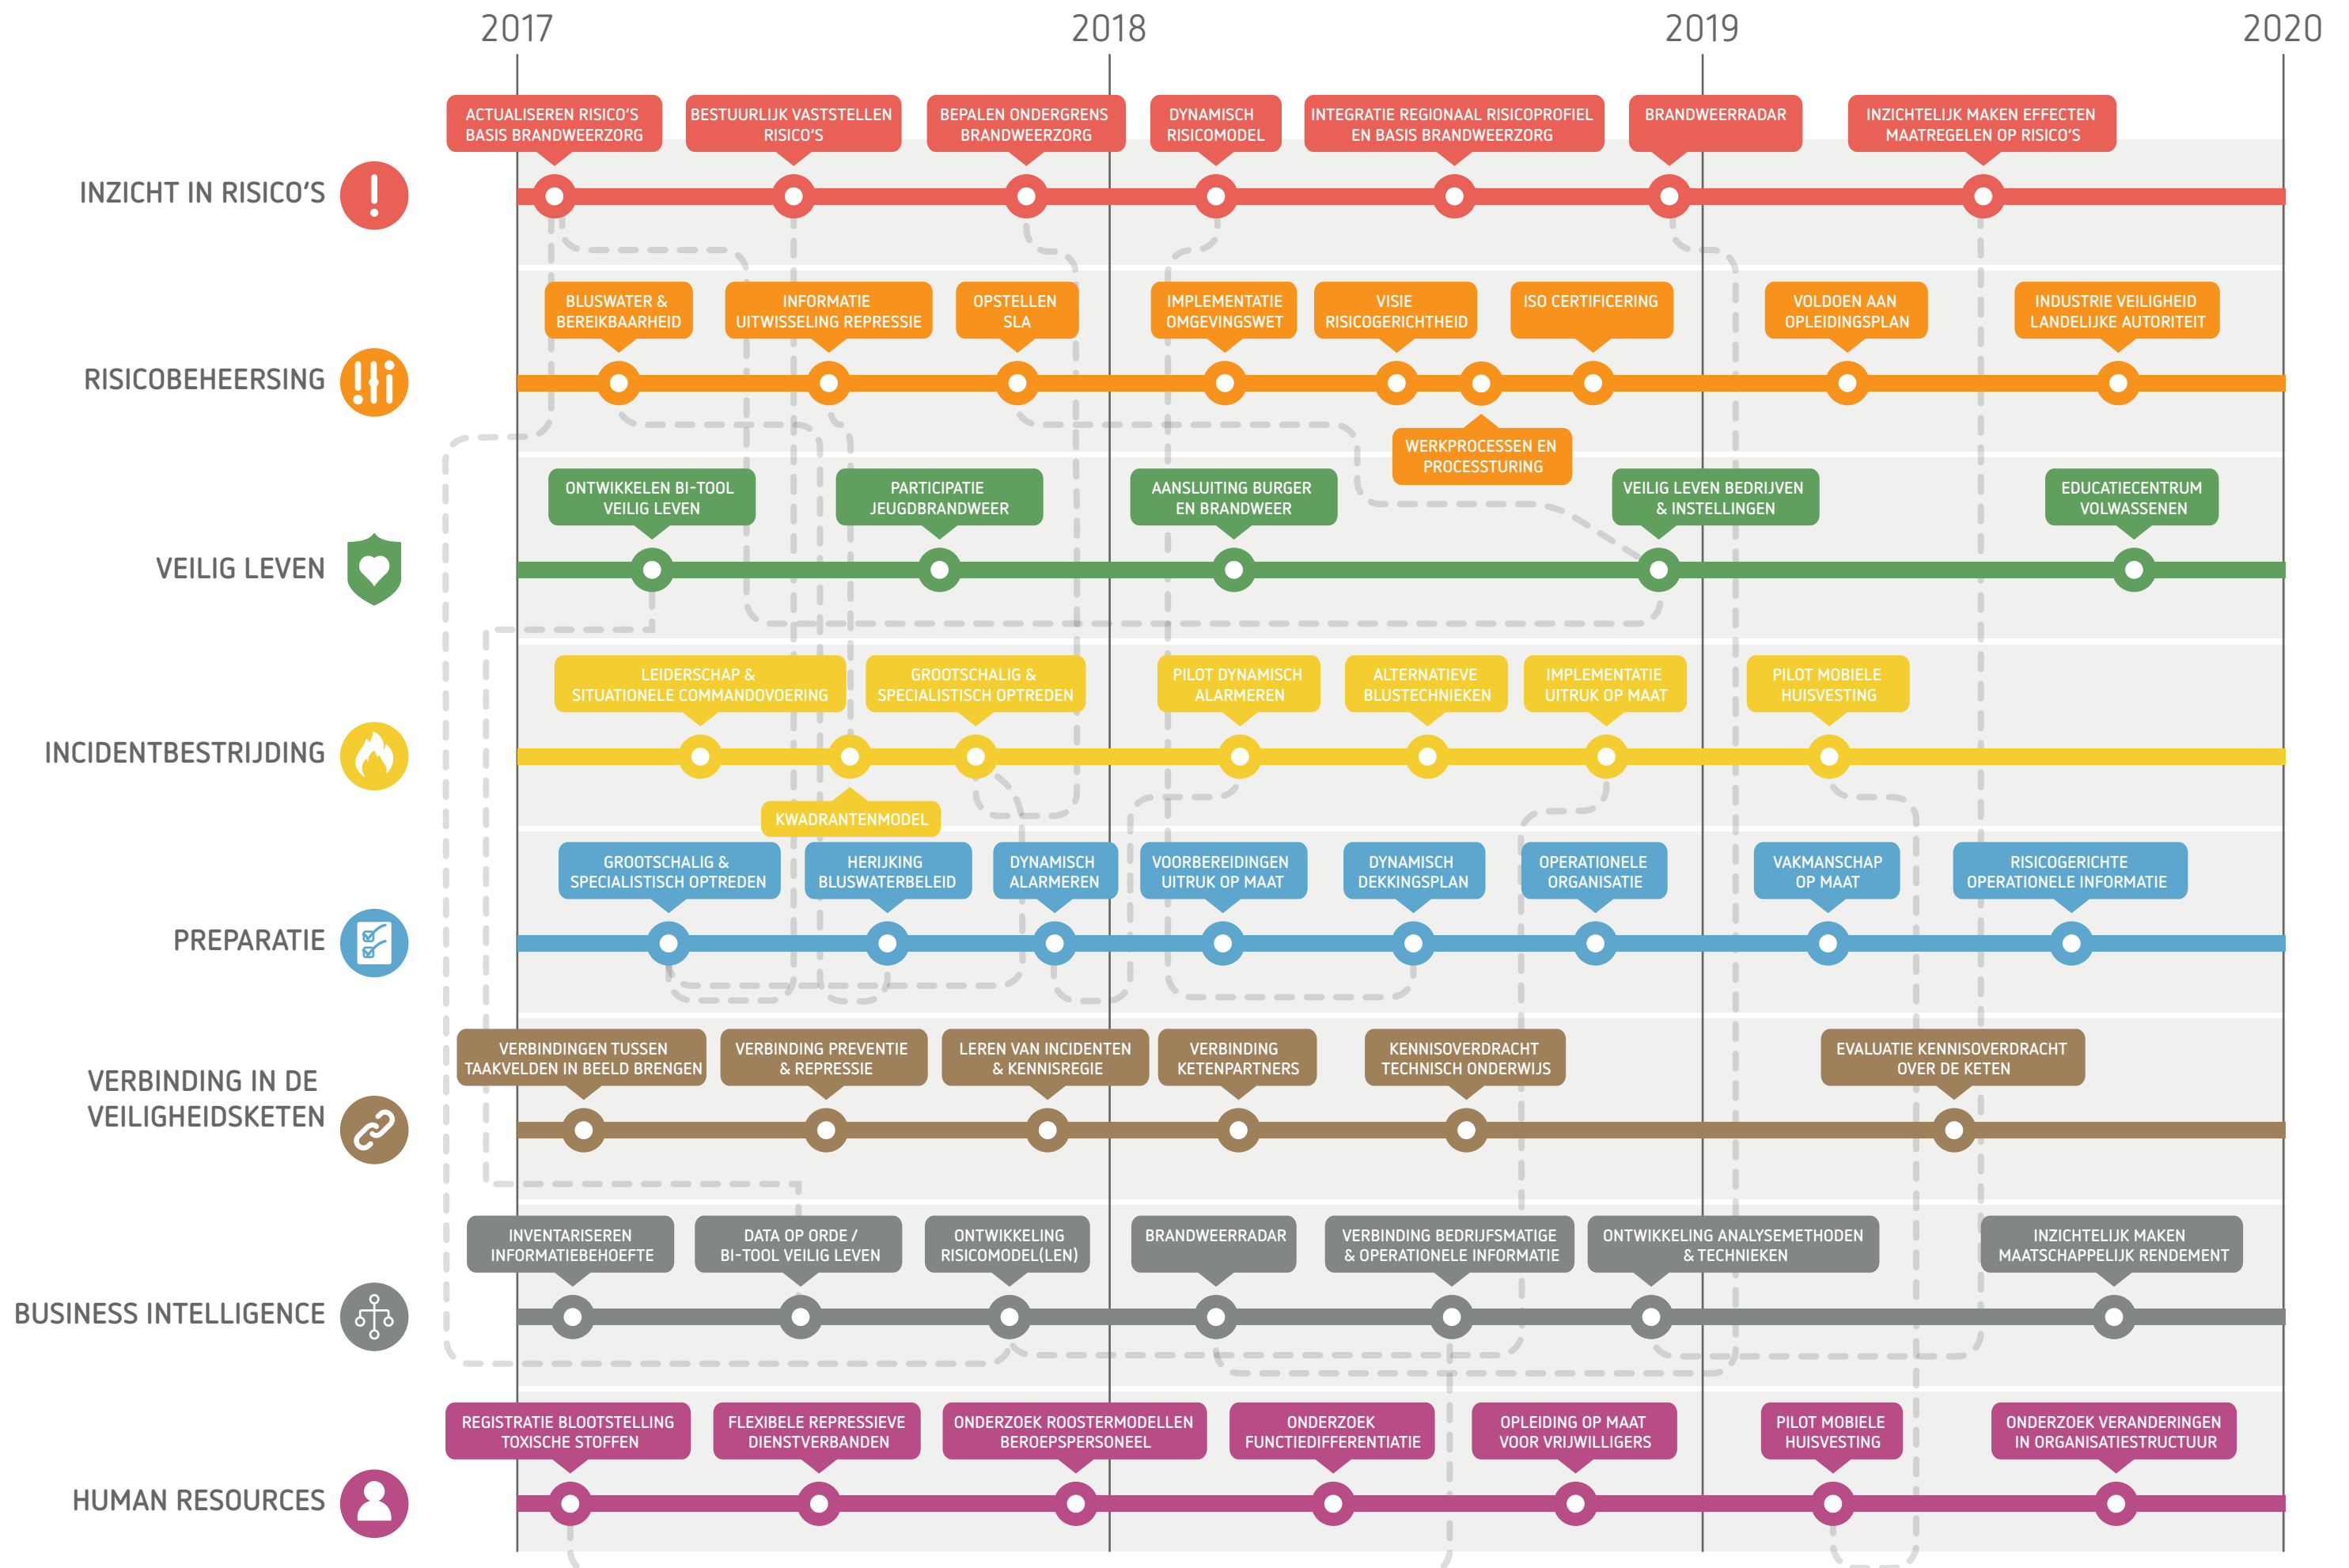 2017
2018
2019
2020
INZICHT IN RISICO'S
ACTUALISEREN RISICO'S
BASIS BRANDWEERZORG
BESTUURLIJK VASTSTELLEN
RISICO'S
BEPALEN ONDERGRENS
BRANDWEERZORG
DYNAMISCH
RISICOMODEL
INTEGRATIE REGIONAAL RISICOPROFIEL
EN BASIS BRANDWEERZORG
BRANDWEERRADAR
INZICHTELIJK MAKEN EFFECTEN
MAATREGELEN OP RISICO'S
RISICOBEHEERSING
BLUSWATER &
BEREIKBAARHEID
INFORMATIE
UITWISSELING REPRESSIE
OPSTELLEN
SLA
IMPLEMENTATIE
OMGEVINGSWET
VISIE
RISICOGERICHTHEID
WERKPROCESSEN EN
PROCESSTURING
ISO CERTIFICERING
VOLDOEN AAN
OPLEIDINGSPLAN
INDUSTRIE VEILIGHEID
LANDELIJKE AUTORITEIT
VEILIG LEVEN
ONTWIKKELEN BI-TOOL
VEILIG LEVEN
PARTICIPATIE
JEUGDBRANDWEER
AANSLUITING BURGER
EN BRANDWEER
VEILIG LEVEN BEDRIJVEN
& INSTELLINGEN
EDUCATIECENTRUM
VOLWASSENEN
INCIDENTBESTRIJDING
LEIDERSCHAP &
SITUATIONELE COMMANDOVOERING
KWADRANTENMODEL
GROOTSCHALIG &
SPECIALISTISCH OPTREDEN
PILOT DYNAMISCH
ALARMEREN
ALTERNATIEVE
BLUSTECHNIEKEN
IMPLEMENTATIE
UITRUK OP MAAT
PILOT MOBIELE
HUISVESTING
PREPARATIE
GROOTSCHALIG &
SPECIALISTISCH OPTREDEN
HERIJKING
BLUSWATERBELEID
DYNAMISCH
ALARMEREN
VOORBEREIDINGEN
UITRUK OP MAAT
DYNAMISCH
DEKKINGSPLAN
OPERATIONELE
ORGANISATIE
VAKMANSCHAP
OP MAAT
RISICOGERICHTE
OPERATIONELE INFORMATIE
VERBINDING IN DE
VEILIGHEIDSKETEN
VERBINDINGEN TUSSEN
TAAKVELDEN IN BEELD BRENGEN
VERBINDING PREVENTIE
& REPRESSIE
LEREN VAN INCIDENTEN
& KENNISREGIE
VERBINDING
KETENPARTNERS
KENNISOVERDRACHT
TECHNISCH ONDERWIJS
EVALUATIE KENNISOVERDRACHT
OVER DE KETEN
BUSINESS INTELLIGENCE
INVENTARISEREN
INFORMATIEBEHOEFTE
DATA OP ORDE /
BI-TOOL VEILIG LEVEN
ONTWIKKELING
RISICOMODEL(LEN)
BRANDWEERRADAR
VERBINDING BEDRIJFSMATIGE
& OPERATIONELE INFORMATIE
ONTWIKKELING ANALYSEMETHODEN
& TECHNIEKEN
INZICHTELIJK MAKEN
MAATSCHAPPELIJK RENDEMENT
HUMAN RESOURCES
REGISTRATIE BLOOTSTELLING
TOXISCHE STOFFEN
FLEXIBELE REPRESSIEVE
DIENSTVERBANDEN
ONDERZOEK ROOSTERMODELLEN
BEROEPSPERSONEEL
ONDERZOEK
FUNCTIEDIFFERENTIATIE
OPLEIDING OP MAAT
VOOR VRIJWILLIGERS
PILOT MOBIELE
HUISVESTING
ONDERZOEK VERANDERINGEN
IN ORGANISATIESTRUCTUUR